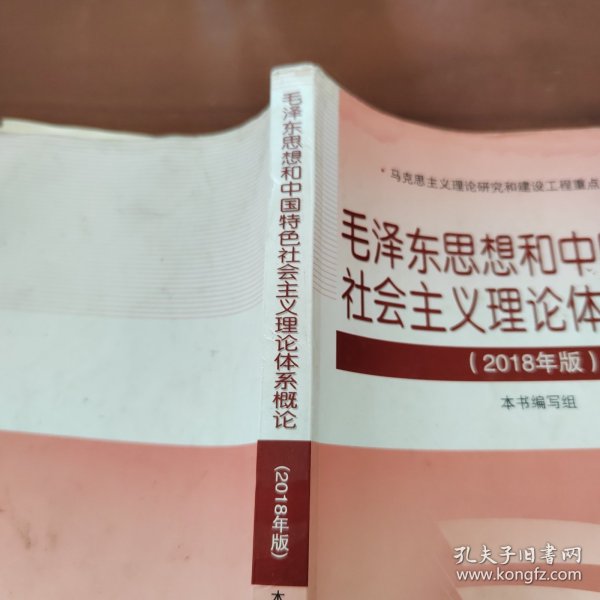 毛泽东思想和中国特色社会主义理论体系概论
(2018年版)
本
马克思主义理论研究和建设工程重点
毛泽东思想和中
社会主义理论体
(2018年版)
本书编写组
孔夫子旧书网
www.kongfz.com